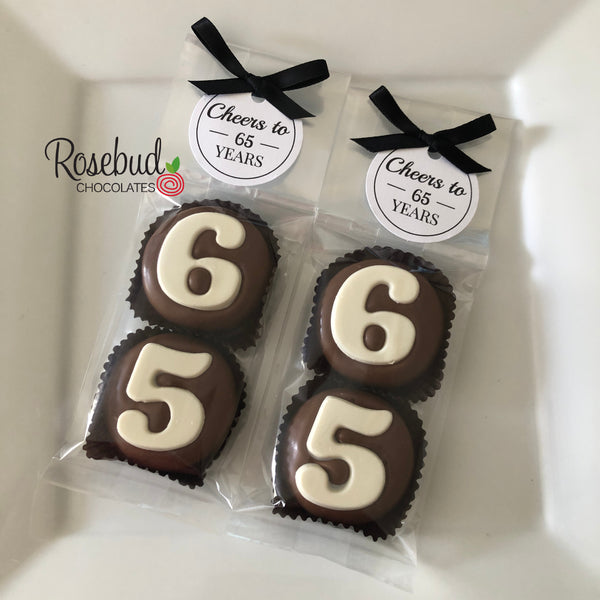 Rosebud
CHOCOLATES
Cheers to
65
YEARS
6
5
Cheers to
65
YEARS
6
5